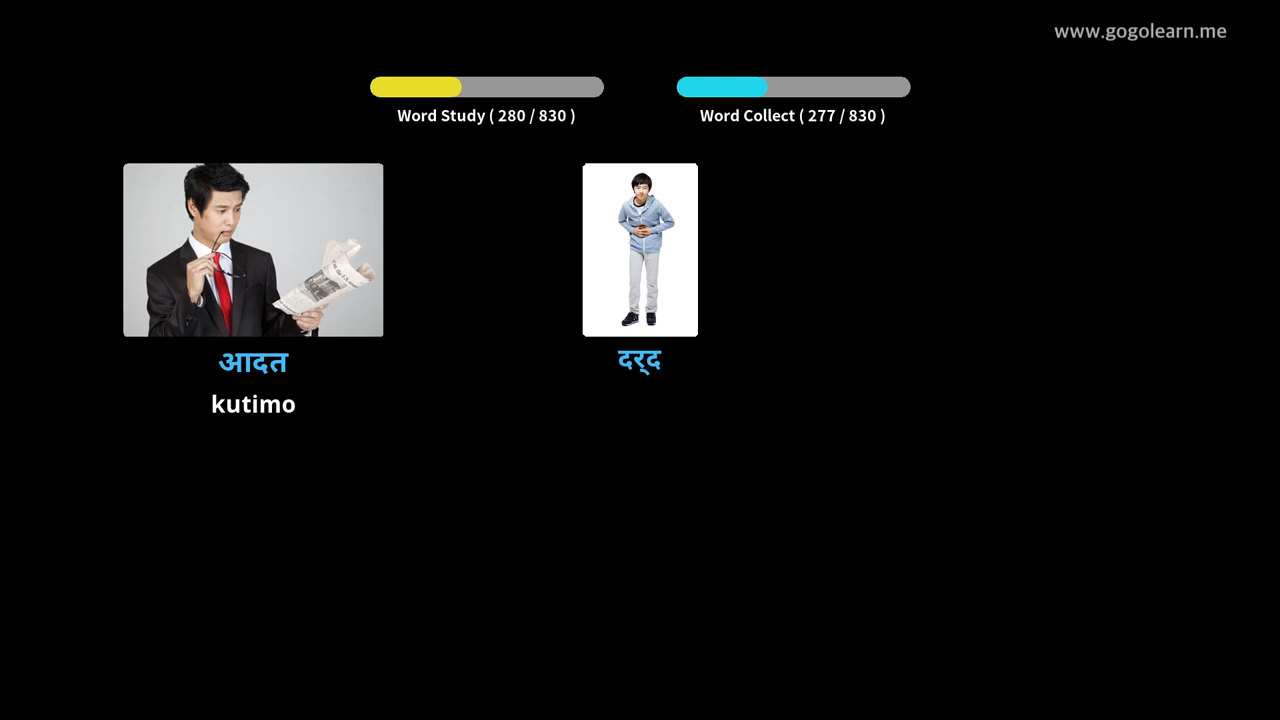 www.gogolearn.me
Word Study ( 280 / 830 )
Word Collect ( 277 / 830 )
आदत
kutimo
दर्द